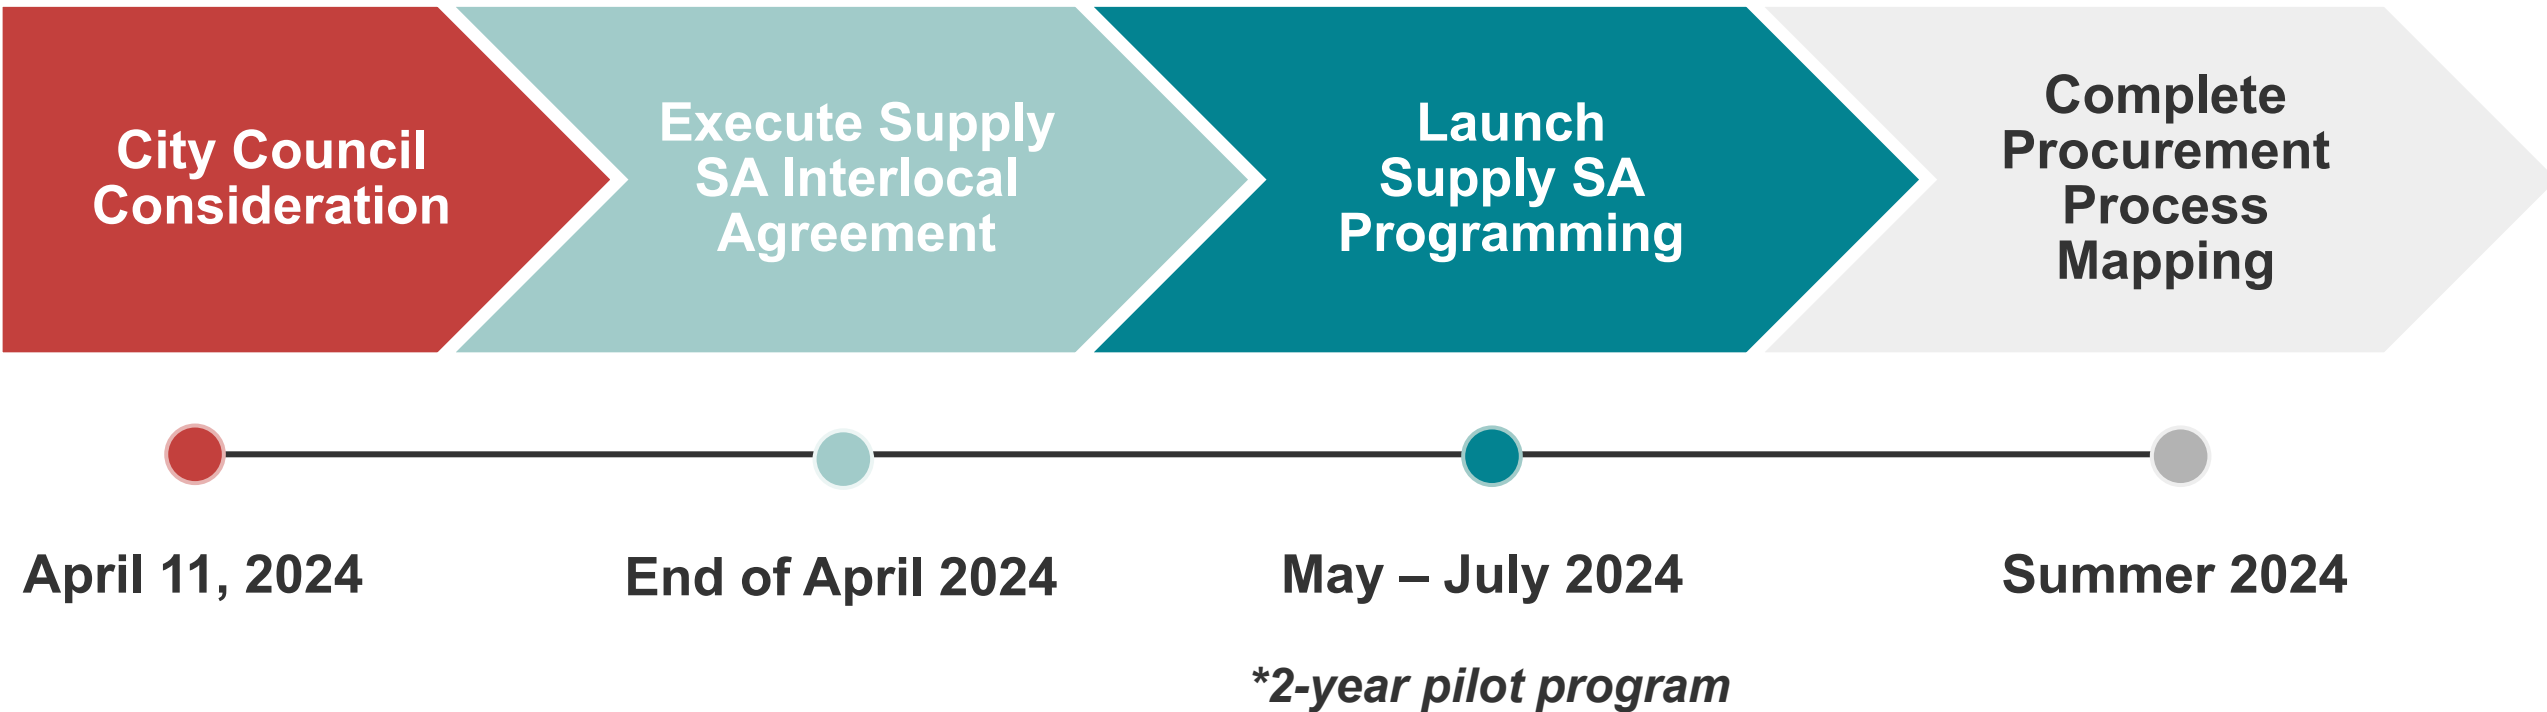 City Council
Consideration
Execute Supply
SA Interlocal
Agreement
Launch
Supply SA
Programming
Complete
Procurement
Process
Mapping
April 11, 2024
End of April 2024
May – July 2024
*2-year pilot program
Summer 2024